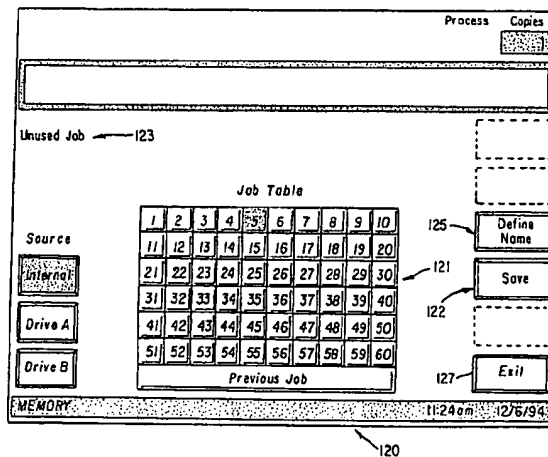 Process Copies
1
Unused Job 123
Job Table
1 2 3 4 5 6 7 8 9 10
125 Define Name
Source
11 12 13 14 15 16 17 18 19 20
Internal
21 22 23 24 25 26 27 28 29 30
121
Save
122
31 32 33 34 35 36 37 38 39 40
Drive A
41 42 43 44 45 46 47 48 49 50
Drive B
51 52 53 54 55 56 57 58 59 60
Previous Job
127 Exit
MEMORY 11:24am 12/6/94
120